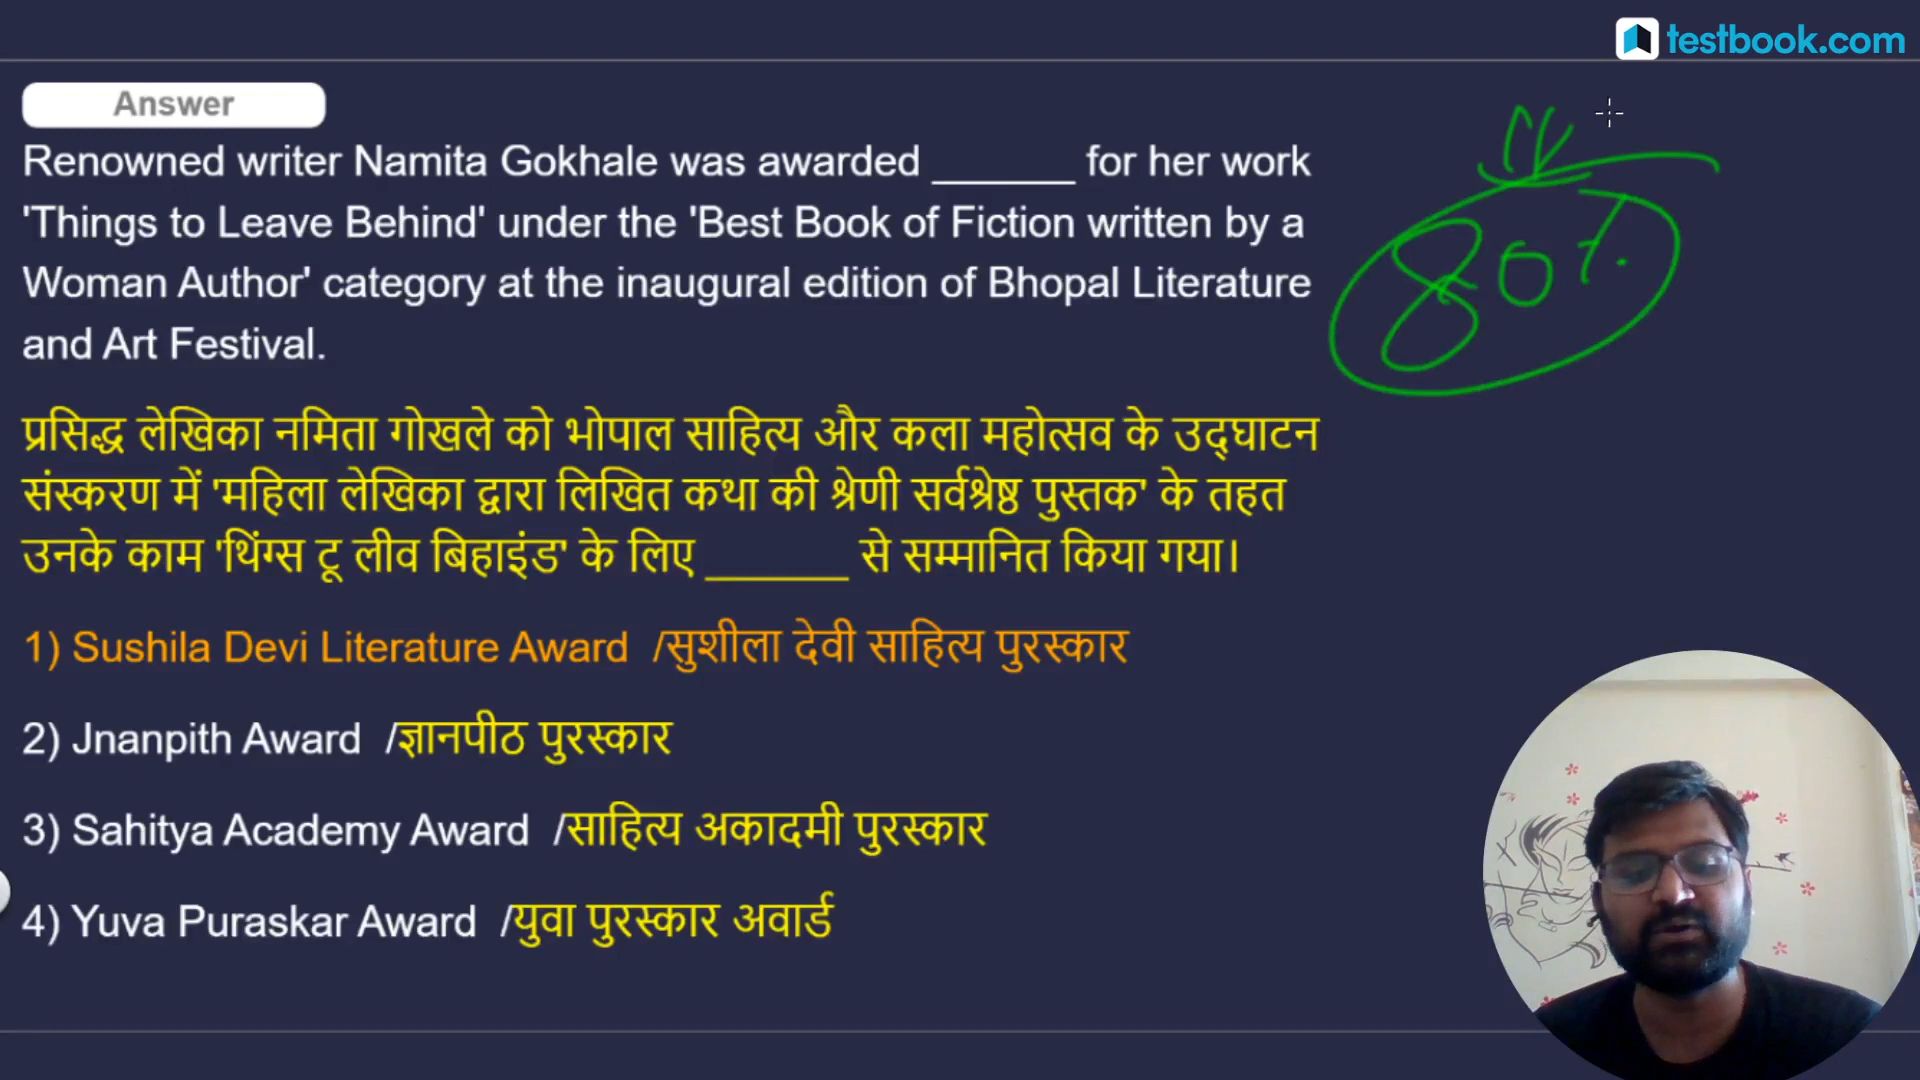 testbook.com
Answer
Renowned writer Namita Gokhale was awarded ______ for her work
'Things to Leave Behind' under the 'Best Book of Fiction written by a
Woman Author' category at the inaugural edition of Bhopal Literature
and Art Festival.
80%
प्रसिद्ध लेखिका नमिता गोखले को भोपाल साहित्य और कला महोत्सव के उद्घाटन
संस्करण में 'महिला लेखिका द्वारा लिखित कथा की श्रेणी सर्वश्रेष्ठ पुस्तक' के तहत
उनके काम 'थिंग्स टू लीव बिहाइंड' के लिए ______ से सम्मानित किया गया।
1) Sushila Devi Literature Award /सुशीला देवी साहित्य पुरस्कार
2) Jnanpith Award /ज्ञानपीठ पुरस्कार
3) Sahitya Academy Award /साहित्य अकादमी पुरस्कार
4) Yuva Puraskar Award /युवा पुरस्कार अवार्ड